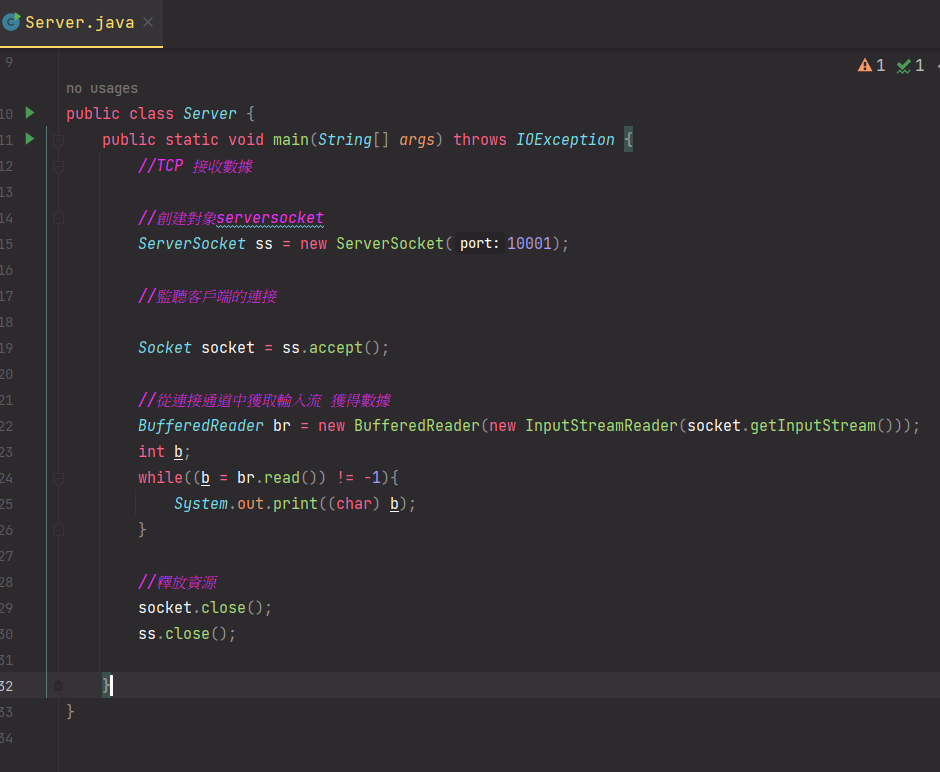 Server.java
1 1
9
no usages
10 public class Server {
11 public static void main(String[] args) throws IOException {
12 //TCP 接收數據
13
14 //創建對象serversocket
15 ServerSocket ss = new ServerSocket( port: 10001);
16
17 //監聽客戶端的連接
18
19 Socket socket = ss.accept();
20
21 //從連接通道中獲取輸入流 獲得數據
22 BufferedReader br = new BufferedReader(new InputStreamReader(socket.getInputStream()));
23 int b;
24 while((b = br.read()) != -1){
25 System.out.print((char) b);
26 }
27
28 //釋放資源
29 socket.close();
30 ss.close();
31
32 }
33 }
34